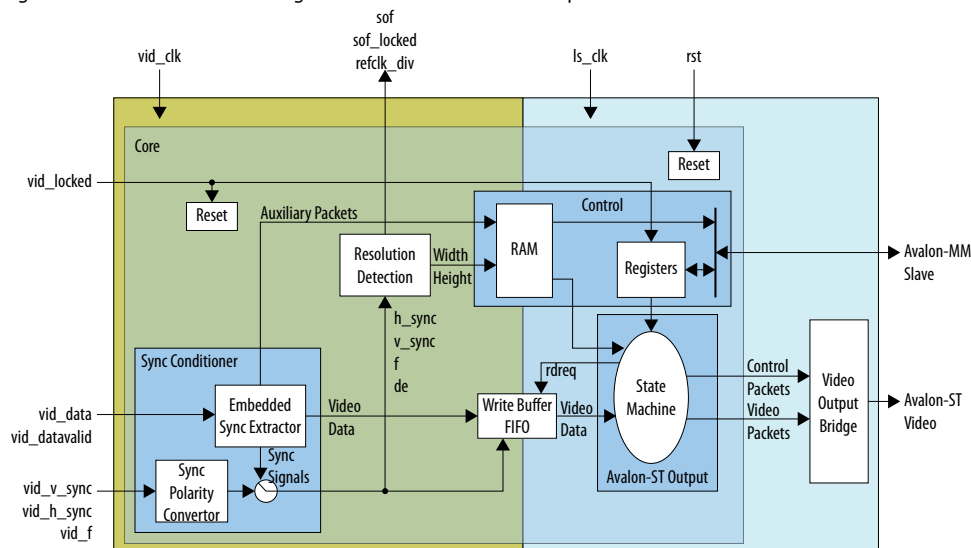 sof
sof_locked
refclk_div
vid_clk
ls_clk
rst
Core
Reset
vid_locked
Reset
Auxiliary Packets
Control
RAM
Resolution
Detection
Width
Height
Registers
Avalon-MM
Slave
h_sync
v_sync
f
de
Sync Conditioner
Embedded
Sync Extractor
vid_data
vid_datavalid
Video
Data
Sync
Signals
Sync
Polarity
Convertor
vid_v_sync
vid_h_sync
vid_f
rdreq
Write Buffer
FIFO
Video
Data
State
Machine
Avalon-ST Output
Control
Packets
Video
Packets
Video
Output
Bridge
Avalon-ST
Video